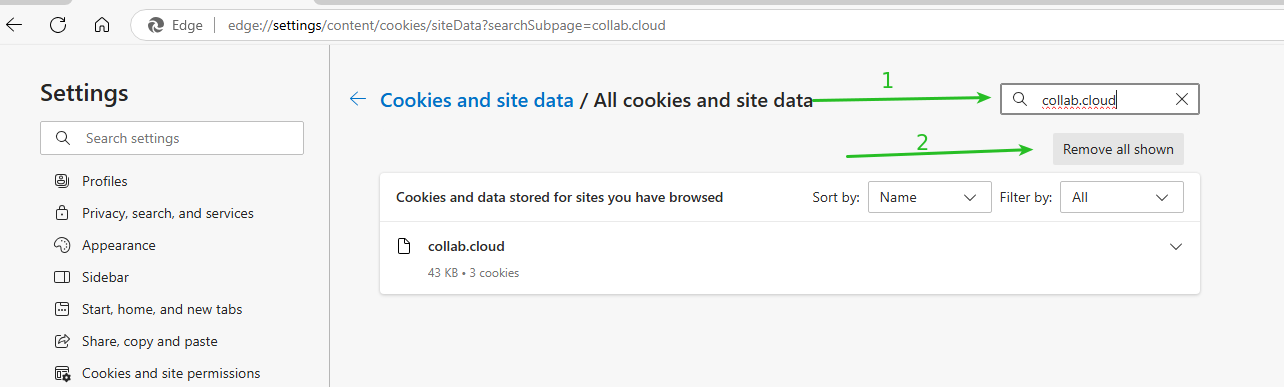 Edge
edge://settings/content/cookies/siteData?searchSubpage=collab.cloud
Settings
Search settings
Profiles
Privacy, search, and services
Appearance
Sidebar
Start, home, and new tabs
Share, copy and paste
Cookies and site permissions
Cookies and site data / All cookies and site data
1
collab.cloud
2
Remove all shown
Cookies and data stored for sites you have browsed
Sort by: Name
Filter by: All
collab.cloud
43 KB • 3 cookies